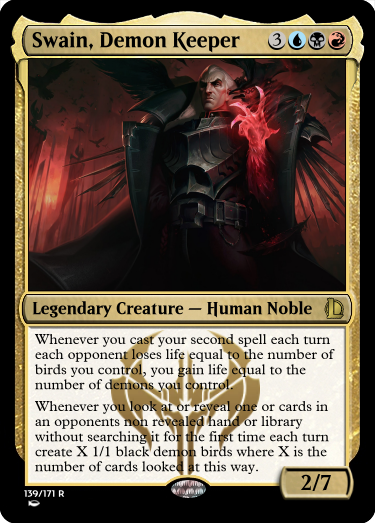 Swain, Demon Keeper
3
Legendary Creature — Human Noble
Whenever you cast your second spell each turn
each opponent loses life equal to the number of
birds you control, you gain life equal to the
number of demons you control.
Whenever you look at or reveal one or cards in
an opponents non revealed hand or library
without searching it for the first time each turn
create X 1/1 black demon birds where X is the
number of cards looked at this way.
2/7
139/171 R